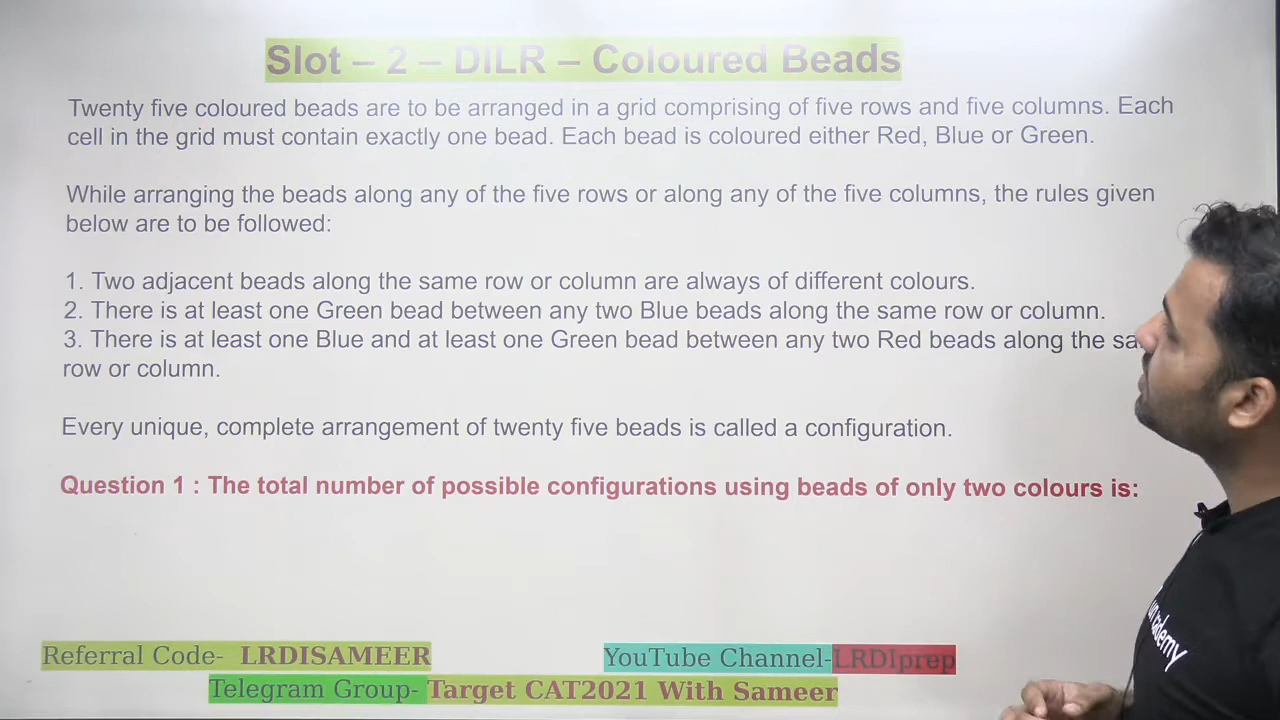 Slot – 2 – DILR – Coloured Beads
Twenty five coloured beads are to be arranged in a grid comprising of five rows and five columns. Each
cell in the grid must contain exactly one bead. Each bead is coloured either Red, Blue or Green.
While arranging the beads along any of the five rows or along any of the five columns, the rules given
below are to be followed:
1. Two adjacent beads along the same row or column are always of different colours.
2. There is at least one Green bead between any two Blue beads along the same row or column.
3. There is at least one Blue and at least one Green bead between any two Red beads along the
row or column.
Every unique, complete arrangement of twenty five beads is called a configuration.
Question 1 : The total number of possible configurations using beads of only two colours is:
Referral Code- LRDISAMEER
YouTube Channel-LRDIprep
Telegram Group- Target CAT2021 With Sameer